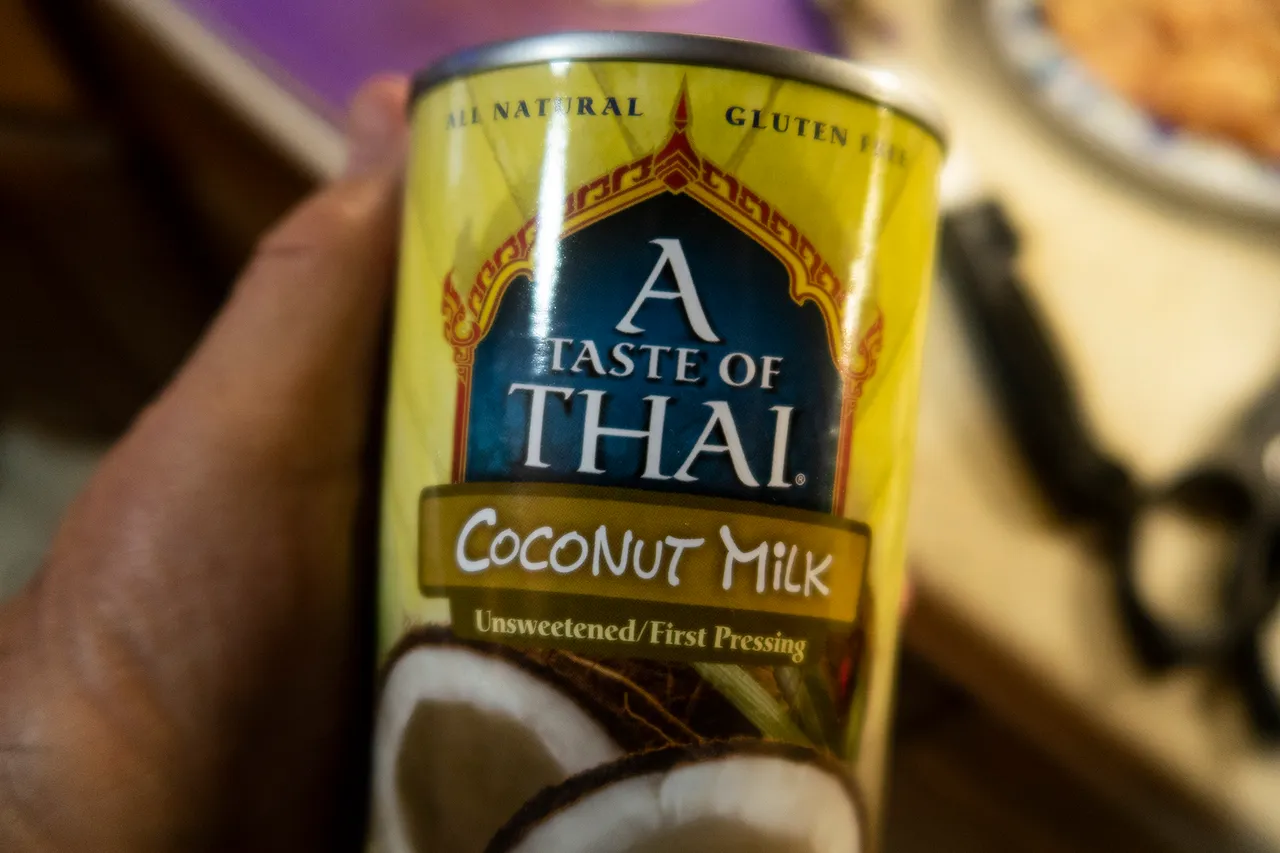 ALL NATURAL
GLUTEN FREE
A
TASTE OF
THAI®
COCONUT MiLK
Unsweetened/First Pressing